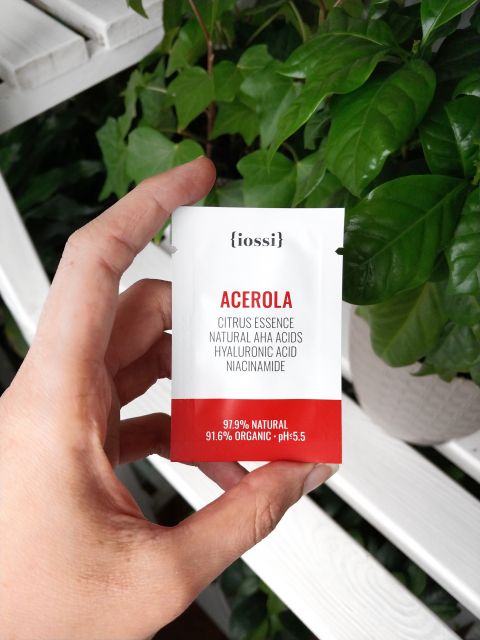 {iossi}
ACEROLA
CITRUS ESSENCE
NATURAL AHA ACIDS
HYALURONIC ACID
NIACINAMIDE
97.9% NATURAL
91.6% ORGANIC • pH≤5.5